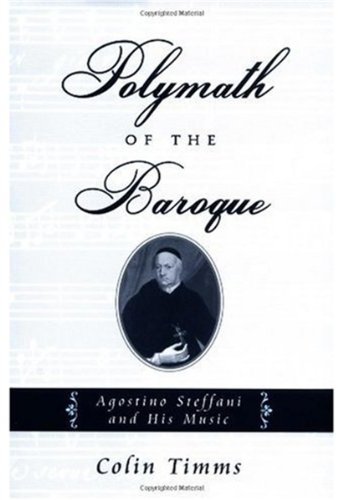 Polymath
OF THE
Baroque
Agostino Steffani
and His Music
Colin Timms